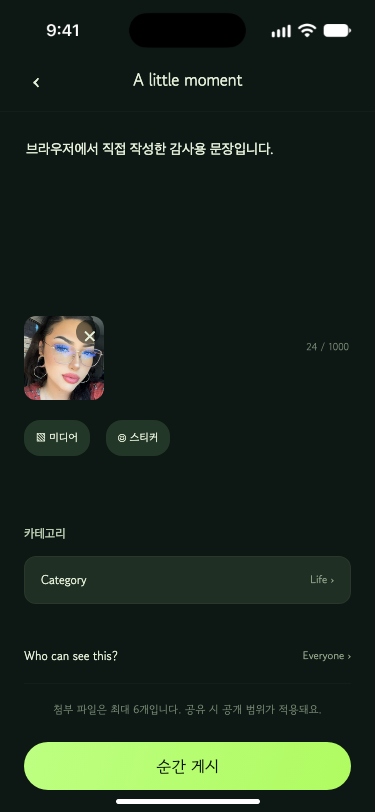 9:41
A little moment
브라우저에서 직접 작성한 감사용 문장입니다.
24 / 1000
미디어
스티커
카테고리
Category
Life ›
Who can see this?
Everyone ›
첨부 파일은 최대 6개입니다. 공유 시 공개 범위가 적용돼요.
순간 게시